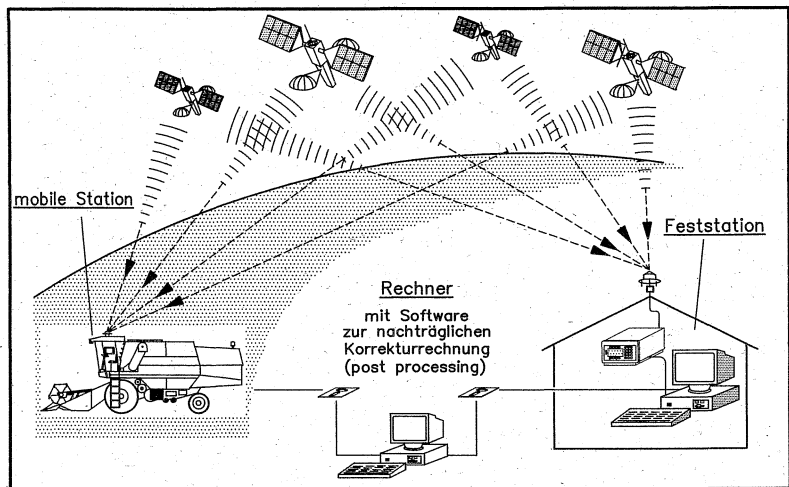 mobile Station
Feststation
Rechner
mit Software
zur nachträglichen
Korrekturrechnung
(post processing)